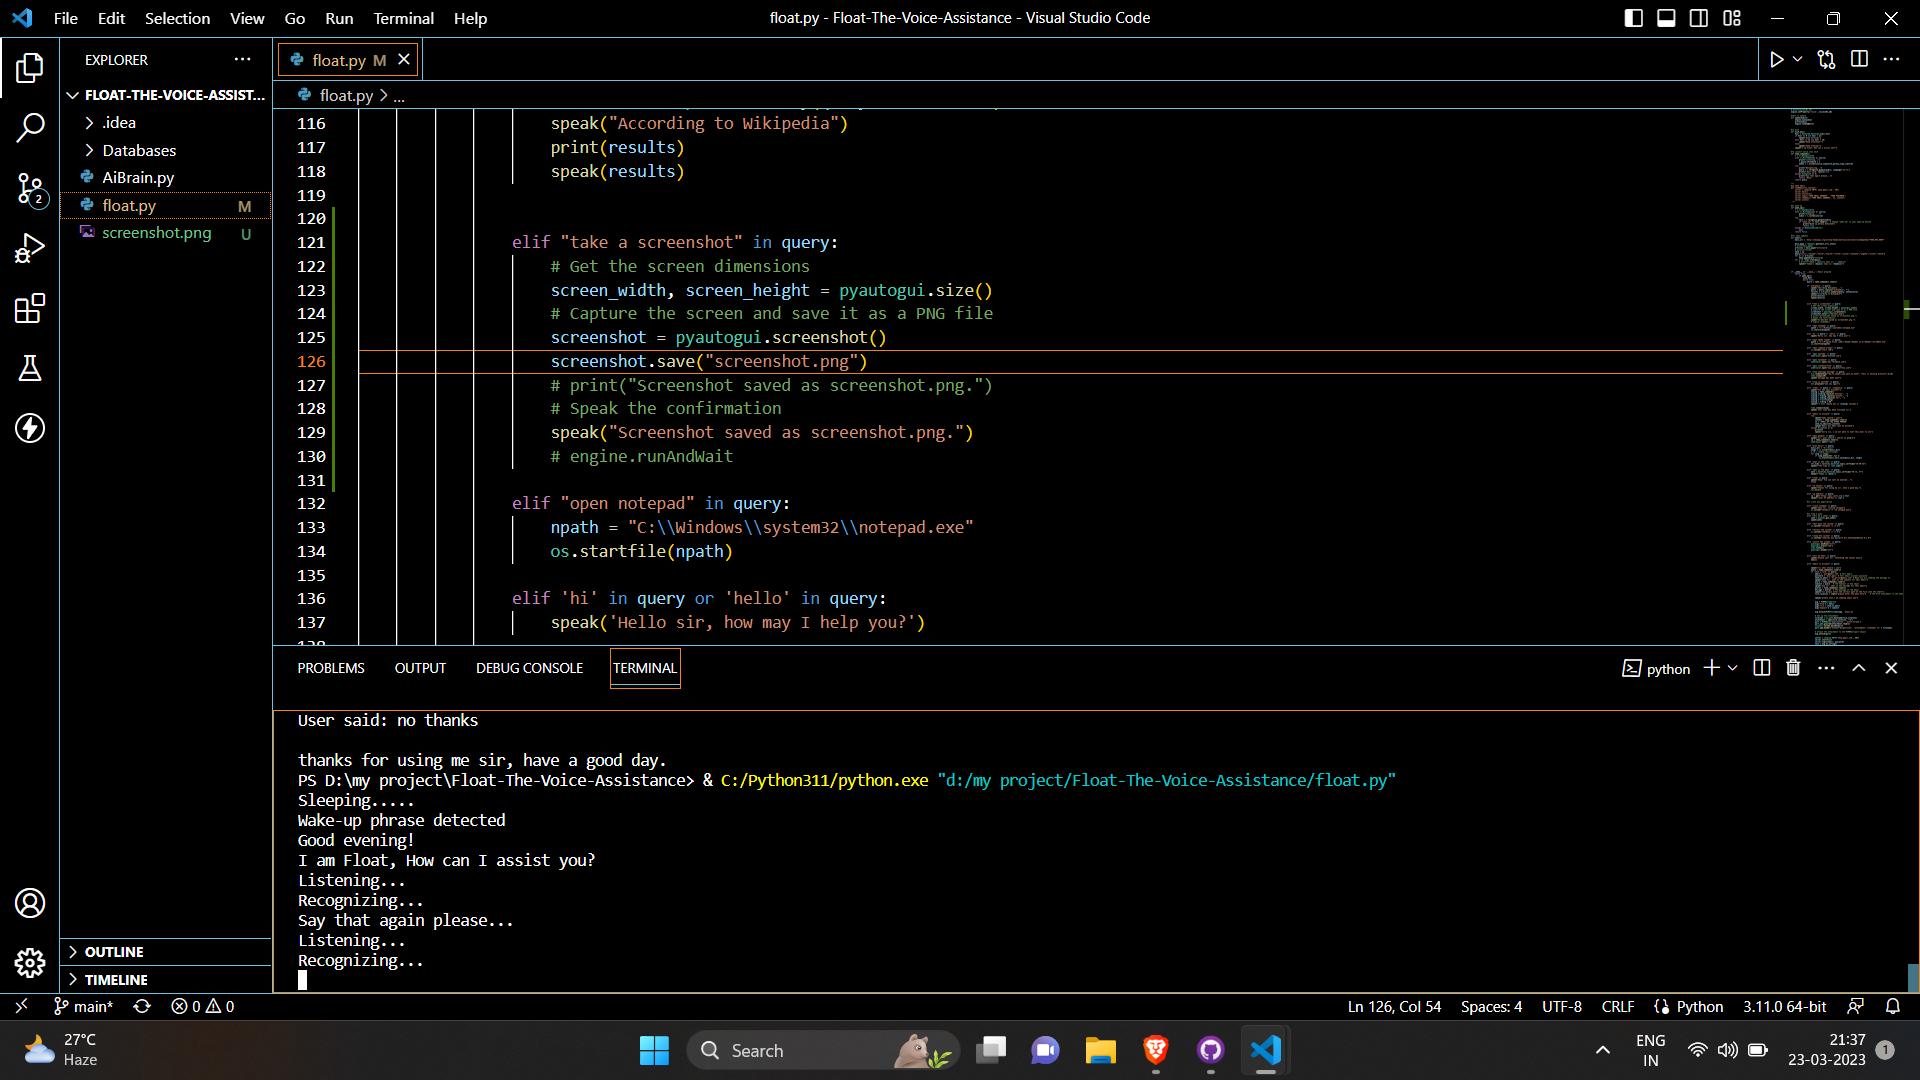 File Edit Selection View Go Run Terminal Help
float.py - Float-The-Voice-Assistance - Visual Studio Code
EXPLORER
float.py M
FLOAT-THE-VOICE-ASSIST...
.idea
Databases
AiBrain.py
float.py M
screenshot.png U
OUTLINE
TIMELINE
2
float.py > ...
116 speak("According to Wikipedia")
117 print(results)
118 speak(results)
119
120
121 elif "take a screenshot" in query:
122 # Get the screen dimensions
123 screen_width, screen_height = pyautogui.size()
124 # Capture the screen and save it as a PNG file
125 screenshot = pyautogui.screenshot()
126 screenshot.save("screenshot.png")
127 # print("Screenshot saved as screenshot.png.")
128 # Speak the confirmation
129 speak("Screenshot saved as screenshot.png.")
130 # engine.runAndWait
131
132 elif "open notepad" in query:
133 npath = "C:\\Windows\\system32\\notepad.exe"
134 os.startfile(npath)
135
136 elif 'hi' in query or 'hello' in query:
137 speak('Hello sir, how may I help you?')
PROBLEMS OUTPUT DEBUG CONSOLE TERMINAL
python
User said: no thanks
thanks for using me sir, have a good day.
PS D:\my project\Float-The-Voice-Assistance> & C:/Python311/python.exe "d:/my project/Float-The-Voice-Assistance/float.py"
Sleeping.....
Wake-up phrase detected
Good evening!
I am Float, How can I assist you?
Listening...
Recognizing...
Say that again please...
Listening...
Recognizing...
main* 0 0
Ln 126, Col 54 Spaces: 4 UTF-8 CRLF Python 3.11.0 64-bit
27°C
Haze
Search
ENG
IN
21:37
23-03-2023
1